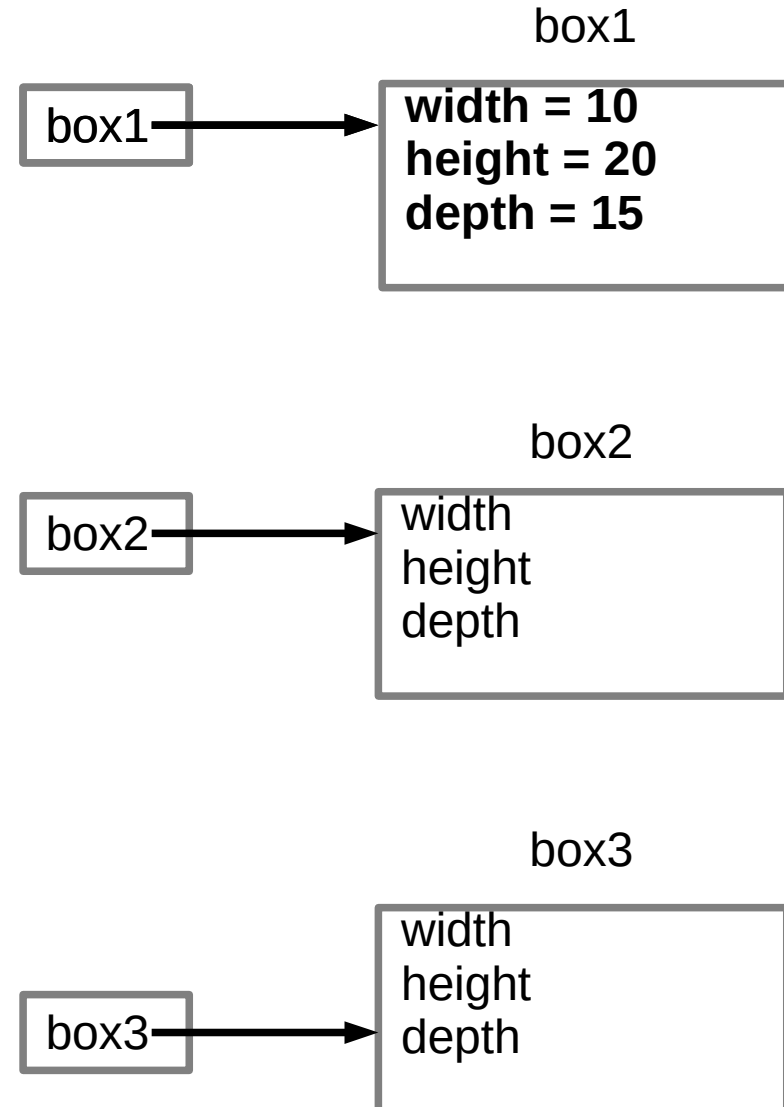 box1
box1
width = 10
height = 20
depth = 15
box2
box2
width
height
depth
box3
width
height
depth
box3